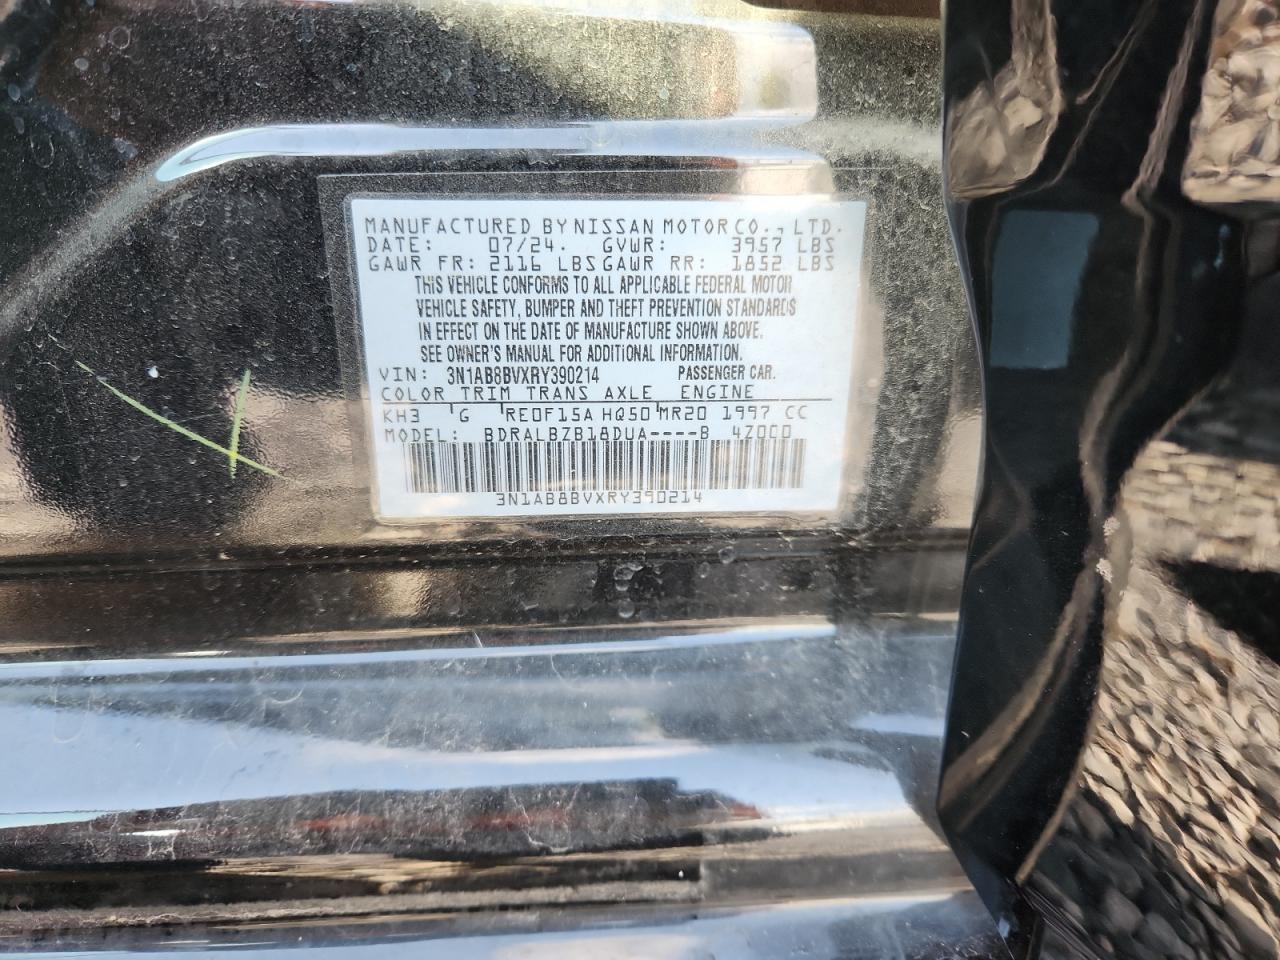 MANUFACTURED BY NISSAN MOTOR CO., LTD.
DATE: 07/24. GVWR: 3957 LBS
GAWR FR: 2116 LBS GAWR RR: 1852 LBS
THIS VEHICLE CONFORMS TO ALL APPLICABLE FEDERAL MOTOR
VEHICLE SAFETY, BUMPER AND THEFT PREVENTION STANDARDS
IN EFFECT ON THE DATE OF MANUFACTURE SHOWN ABOVE.
SEE OWNER'S MANUAL FOR ADDITIONAL INFORMATION.
VIN: 3N1AB8BVXRY390214 PASSENGER CAR.
COLOR TRIM TRANS AXLE ENGINE
KH3 G RE0F15A HQ50 MR20 1997 CC
MODEL: BDRALBZB18DUA----B 4Z0C0
3N1AB8BVXRY390214